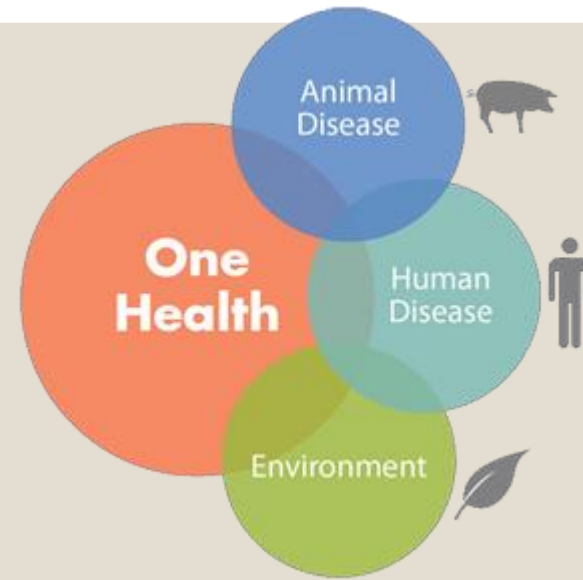 Animal
Disease
One
Health
Human
Disease
Environment